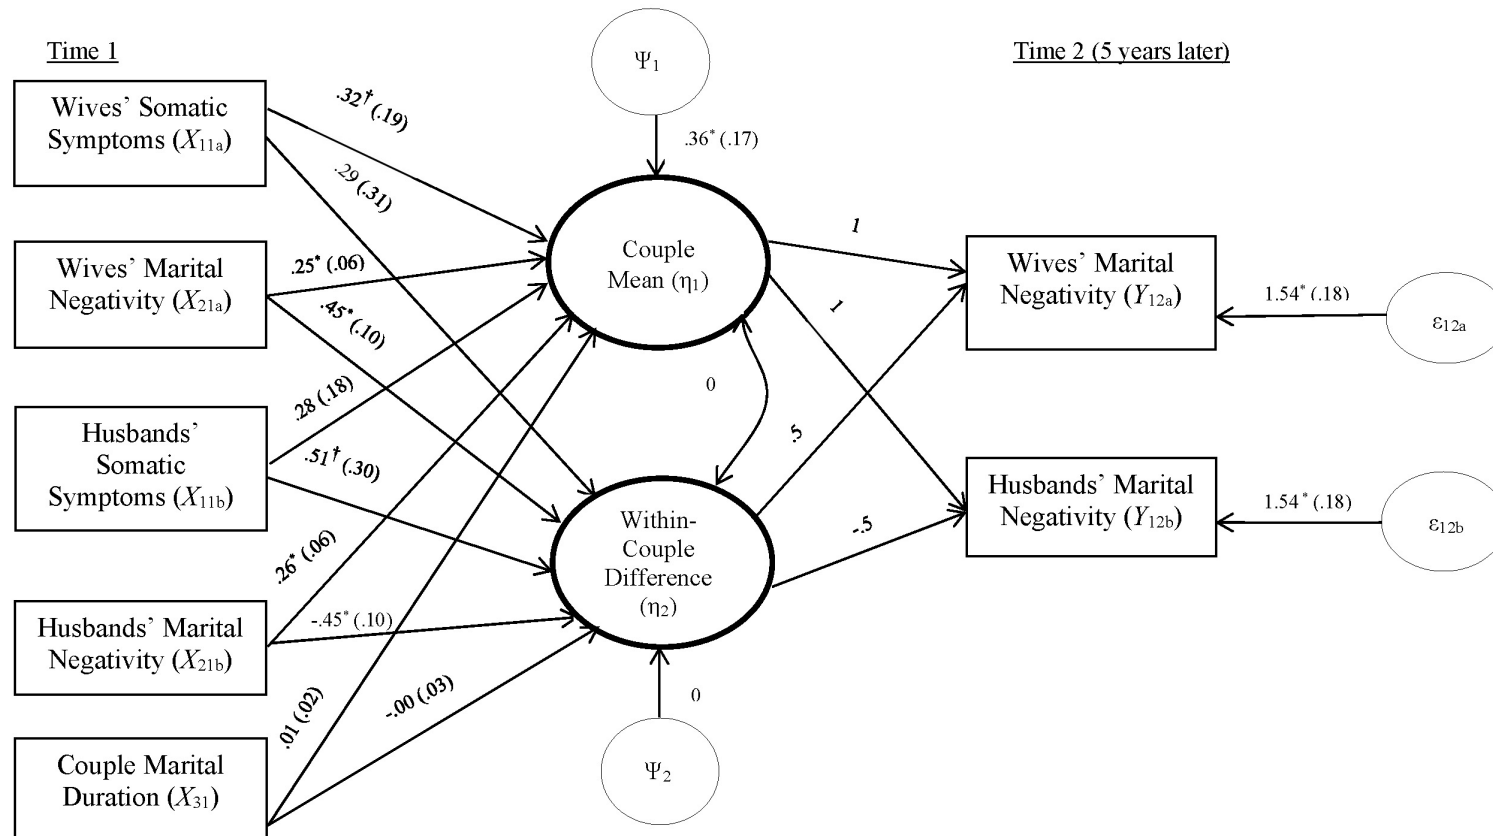 Time 1
Time 2 (5 years later)
Ψ1
.36* (.17)
Wives’ Somatic
Symptoms (X11a)
.32† (.19)
.29 (.31)
Wives’ Marital
Negativity (X21a)
.25* (.06)
.45* (.10)
Husbands’
Somatic
Symptoms (X11b)
.28 (.18)
.51† (.30)
Husbands’ Marital
Negativity (X21b)
.26* (.06)
-.45* (.10)
Couple Marital
Duration (X31)
.01 (.02)
-.00 (.03)
Couple
Mean (η1)
0
Within-
Couple
Difference
(η2)
0
Ψ2
1
1
.5
-.5
Wives’ Marital
Negativity (Y12a)
1.54* (.18)
ε12a
Husbands’ Marital
Negativity (Y12b)
1.54* (.18)
ε12b